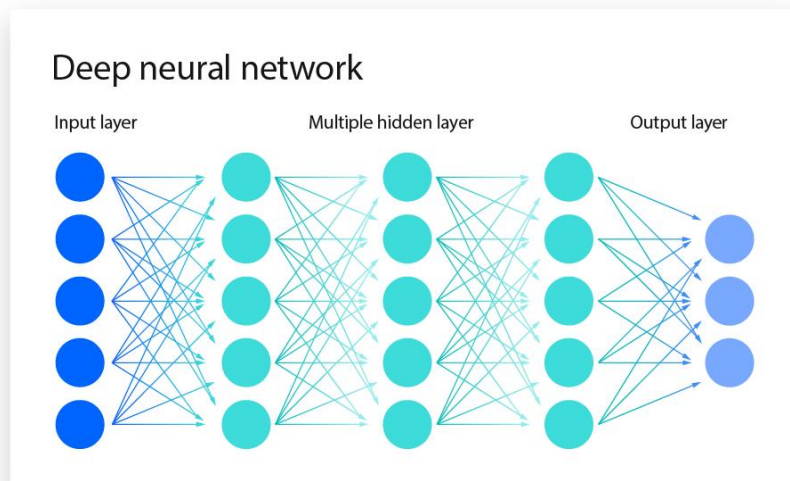 Deep neural network
Input layer
Multiple hidden layer
Output layer